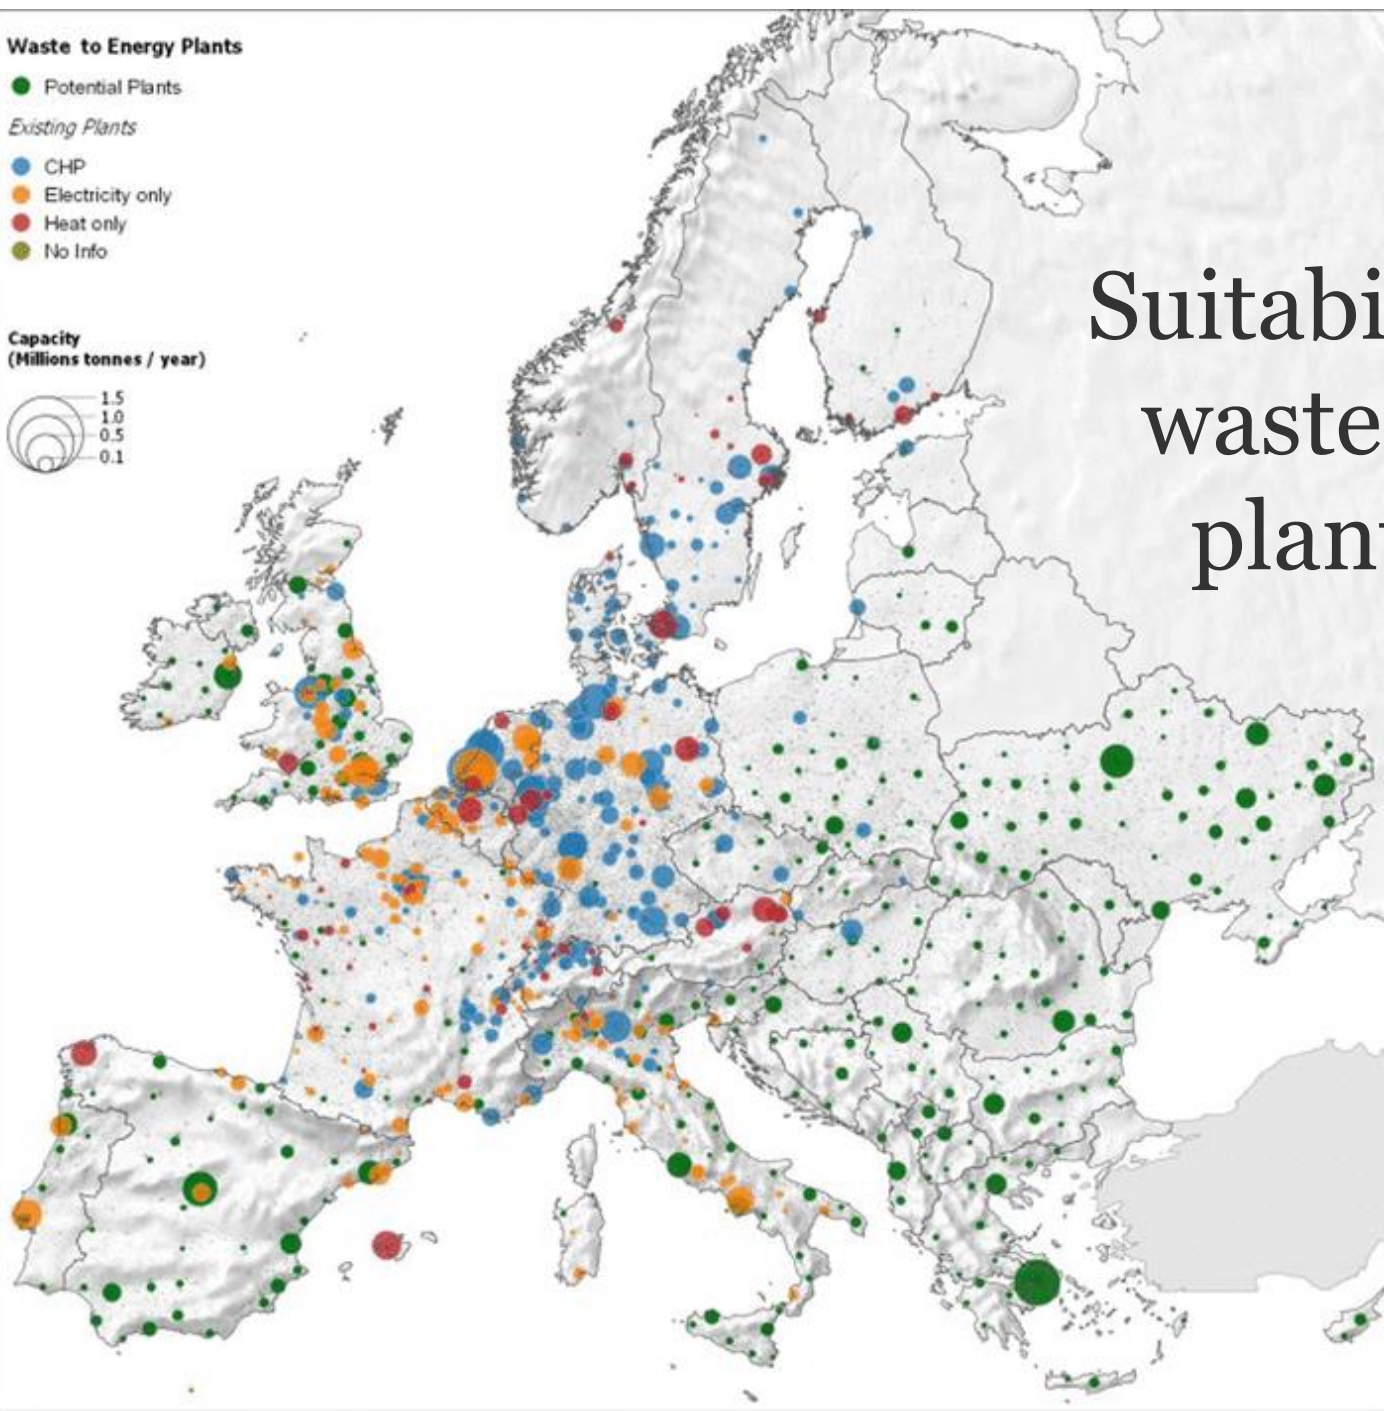 Waste to Energy Plants
Potential Plants
Existing Plants
CHP
Electricity only
Heat only
No Info
Capacity
(Millions tonnes / year)
1.5
1.0
0.5
0.1
Suitabi
waste
plant